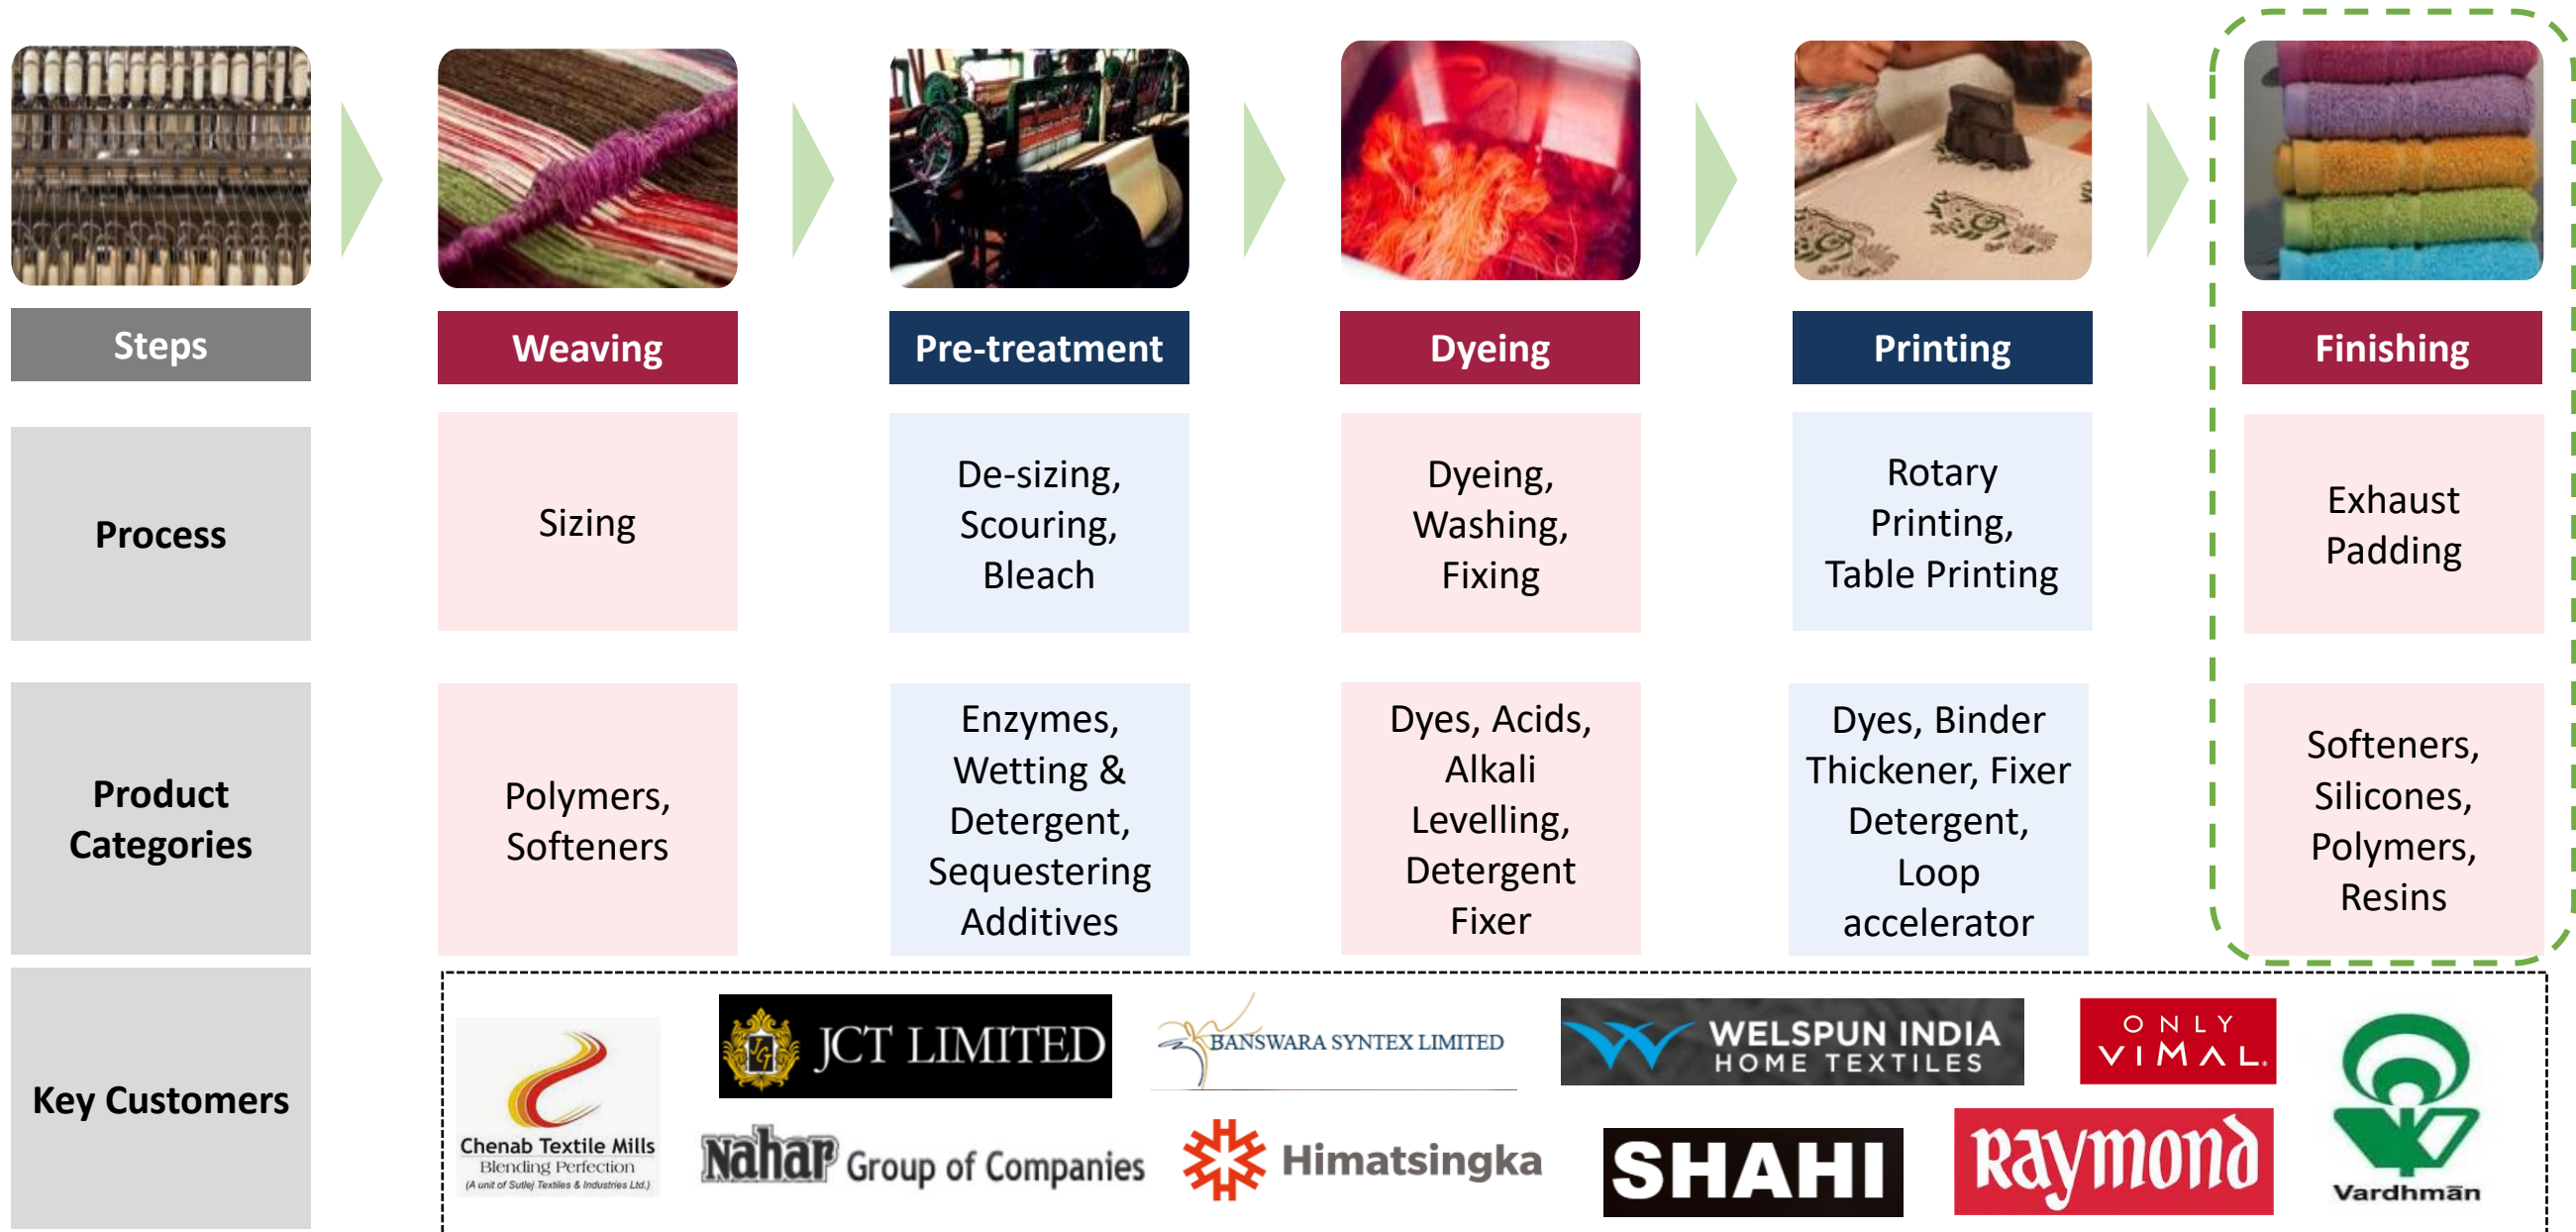 Steps
Weaving
Pre-treatment
Dyeing
Printing
Finishing
Process
Sizing
De-sizing,
Scouring,
Bleach
Dyeing,
Washing,
Fixing
Rotary
Printing,
Table Printing
Exhaust
Padding
Product
Categories
Polymers,
Softeners
Enzymes,
Wetting &
Detergent,
Sequestering
Additives
Dyes, Acids,
Alkali
Levelling,
Detergent
Fixer
Dyes, Binder
Thickener, Fixer
Detergent,
Loop
accelerator
Softeners,
Silicones,
Polymers,
Resins
Key Customers
Chenab Textile Mills
Blending Perfection
(A unit of Sutlej Textiles & Industries Ltd.)
JCT LIMITED
BANSWARA SYNTEX LIMITED
WELSPUN INDIA
HOME TEXTILES
ONLY
VIMAL.
Nahar Group of Companies
Himatsingka
SHAHI
Raymond
Vardhmān